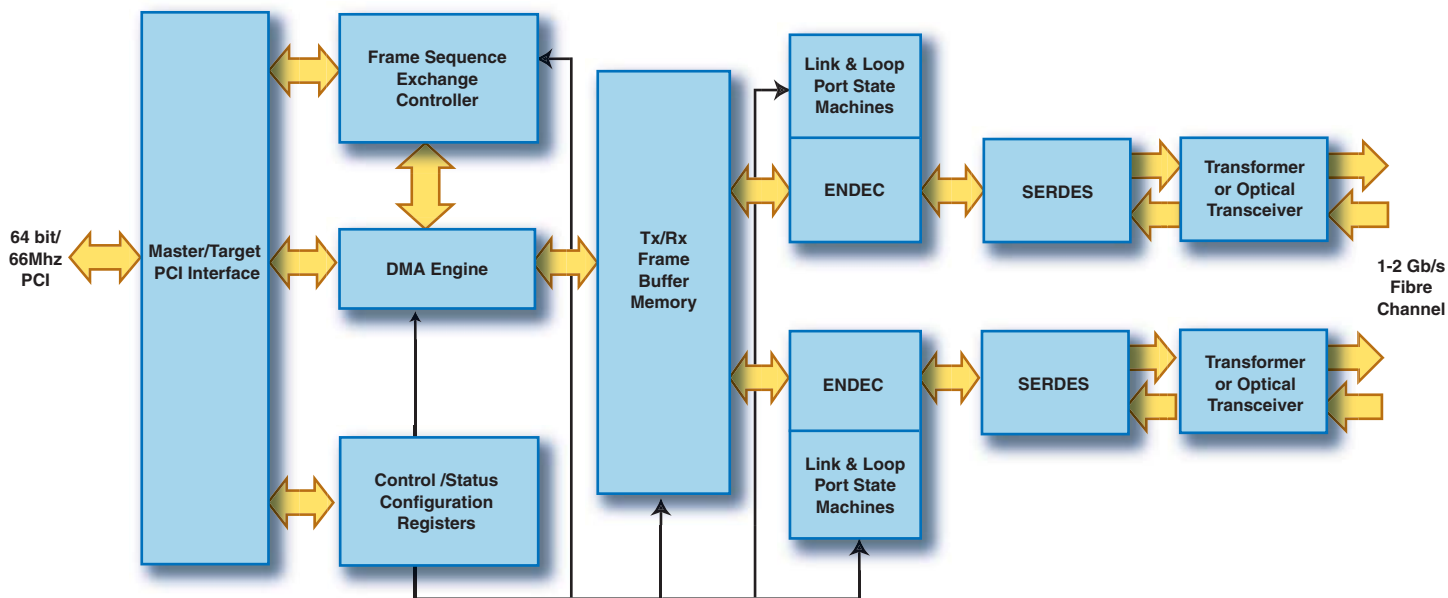 64 bit/
66Mhz
PCI
Master/Target
PCI Interface
Frame Sequence
Exchange
Controller
DMA Engine
Control /Status
Configuration
Registers
Tx/Rx
Frame
Buffer
Memory
Link & Loop
Port State
Machines
ENDEC
SERDES
Transformer
or Optical
Transceiver
ENDEC
Link & Loop
Port State
Machines
SERDES
Transformer
or Optical
Transceiver
1-2 Gb/s
Fibre
Channel